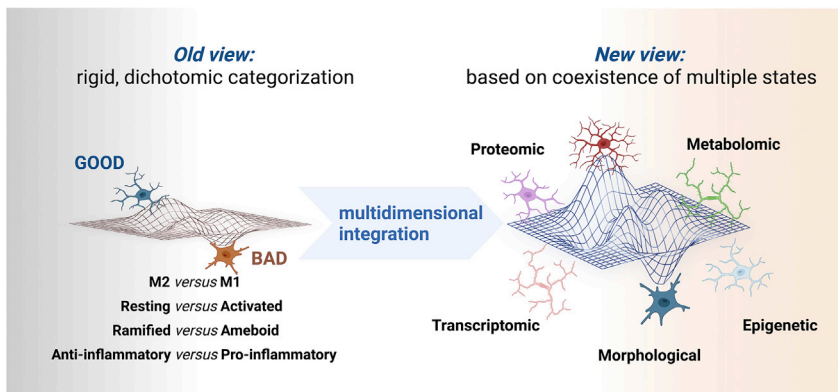 Old view:
rigid, dichotomic categorization
GOOD
BAD
M2 versus M1
Resting versus Activated
Ramified versus Ameboid
Anti-inflammatory versus Pro-inflammatory
multidimensional
integration
New view:
based on coexistence of multiple states
Proteomic
Metabolomic
Transcriptomic
Epigenetic
Morphological